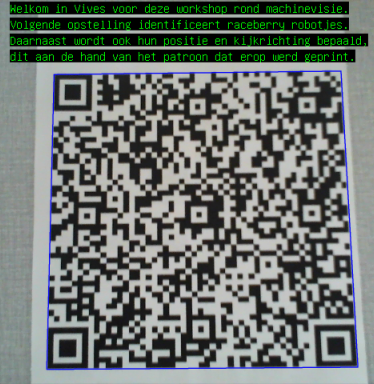 Welkom in Vives voor deze workshop rond machinevisie.
Volgende opstelling identificeert raceberry robotjes.
Daarnaast wordt ook hun positie en kijkrichting bepaald,
dit aan de hand van het patroon dat erop werd geprint.